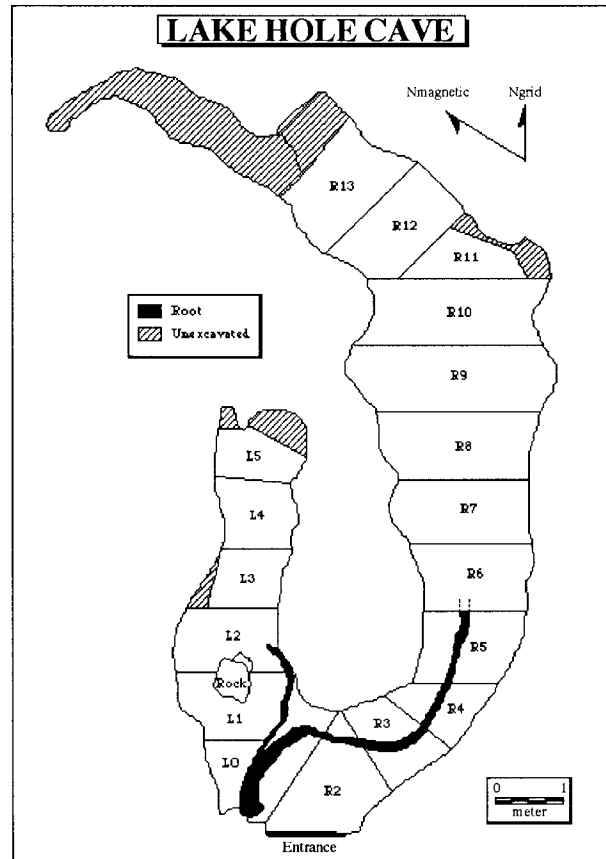 LAKE HOLE CAVE
Nmagnetic
Ngrid
R13
R12
R11
R10
Root
Unexcavated
R9
R8
L5
R7
L4
R6
L3
L2
R5
Rock
L1
R4
R3
L0
R2
0 1
meter
Entrance